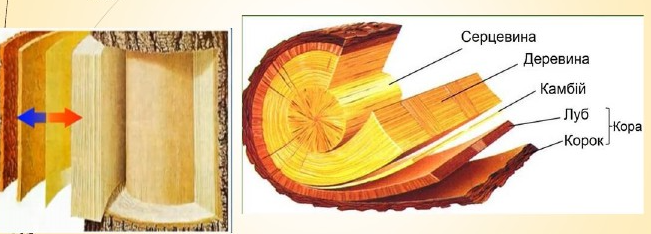 Серцевина
Деревина
Камбій
Луб
Кора
Корок